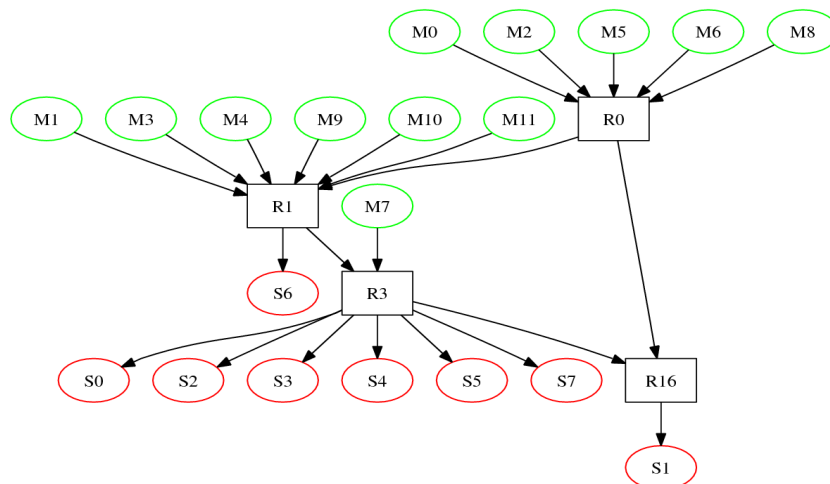 M0 M2 M5 M6 M8
M1 M3 M4 M9 M10 M11 R0
R1 M7
S6 R3
S0 S2 S3 S4 S5 S7 R16
S1